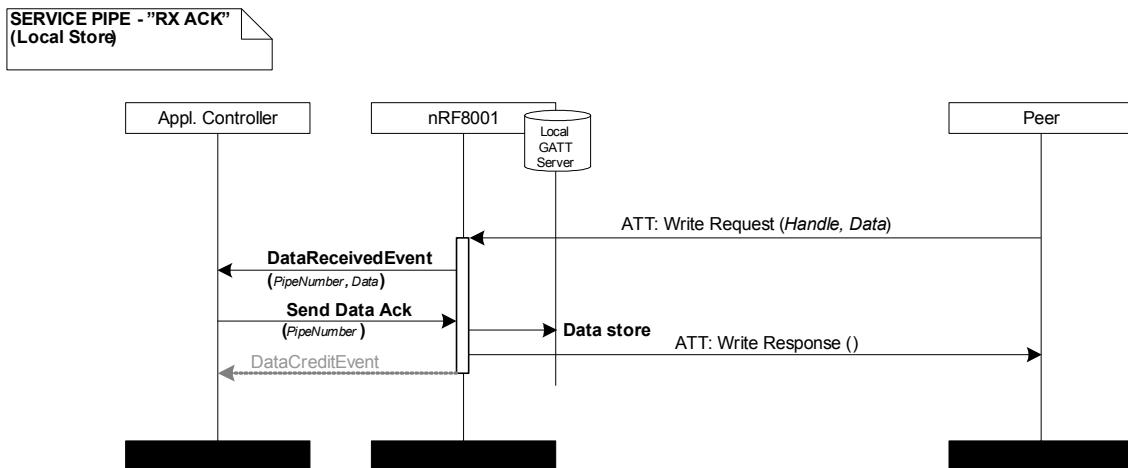 SERVICE PIPE - ”RX ACK”
(Local Store)
Appl. Controller
nRF8001
Peer
Local
GATT
Server
ATT: Write Request (Handle, Data)
DataReceivedEvent
(PipeNumber, Data)
Send Data Ack
(PipeNumber)
Data store
ATT: Write Response ()
DataCreditEvent